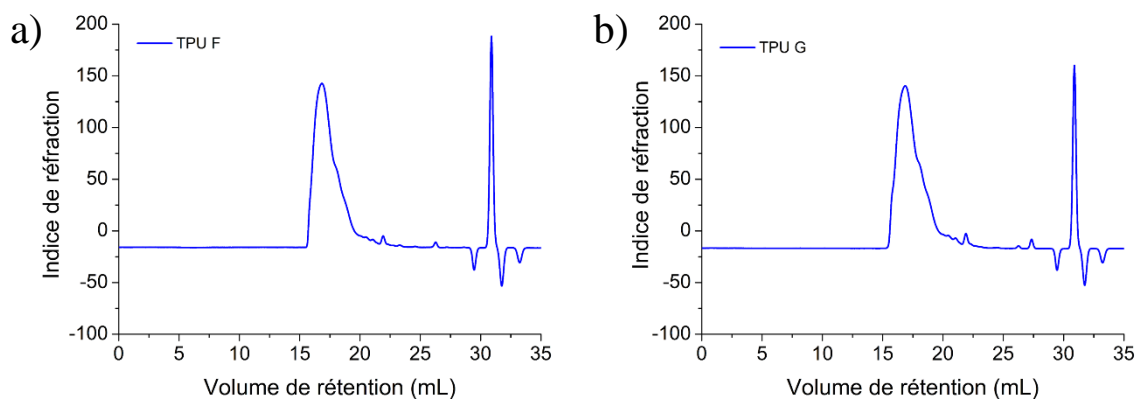 a)
TPU F
Indice de réfraction
200
150
100
50
0
-50
-100
0 5 10 15 20 25 30 35
Volume de rétention (mL)
b)
TPU G
Indice de réfraction
200
150
100
50
0
-50
-100
0 5 10 15 20 25 30 35
Volume de rétention (mL)